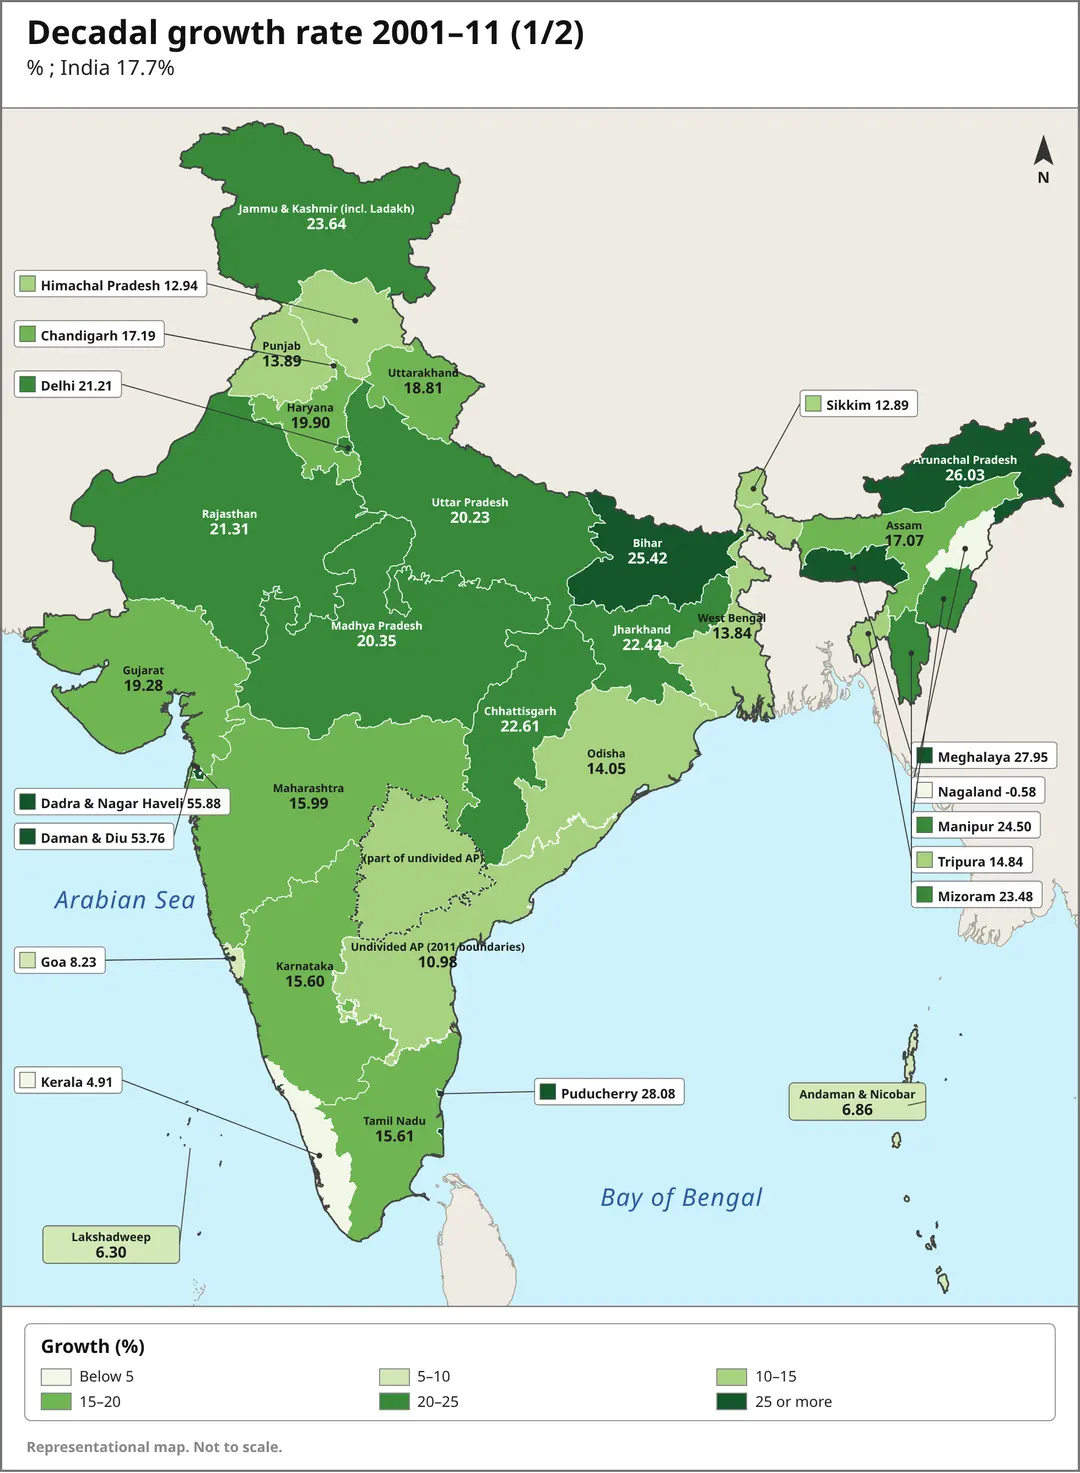 Decadal growth rate 2001–11 (1/2)
% ; India 17.7%
N
Jammu & Kashmir (incl. Ladakh)
23.64
Himachal Pradesh 12.94
Chandigarh 17.19
Punjab
13.89
Delhi 21.21
Uttarakhand
18.81
Haryana
19.90
Sikkim 12.89
Arunachal Pradesh
26.03
Rajasthan
21.31
Uttar Pradesh
20.23
Assam
17.07
Bihar
25.42
Madhya Pradesh
20.35
Jharkhand
22.42
West Bengal
13.84
Gujarat
19.28
Chhattisgarh
22.61
Odisha
14.05
Meghalaya 27.95
Nagaland -0.58
Manipur 24.50
Tripura 14.84
Mizoram 23.48
Maharashtra
15.99
Dadra & Nagar Haveli 55.88
Daman & Diu 53.76
(part of undivided AP)
Arabian Sea
Undivided AP (2011 boundaries)
10.98
Goa 8.23
Karnataka
15.60
Kerala 4.91
Puducherry 28.08
Andaman & Nicobar
6.86
Tamil Nadu
15.61
Bay of Bengal
Lakshadweep
6.30
Growth (%)
Below 5
5–10
10–15
15–20
20–25
25 or more
Representational map. Not to scale.